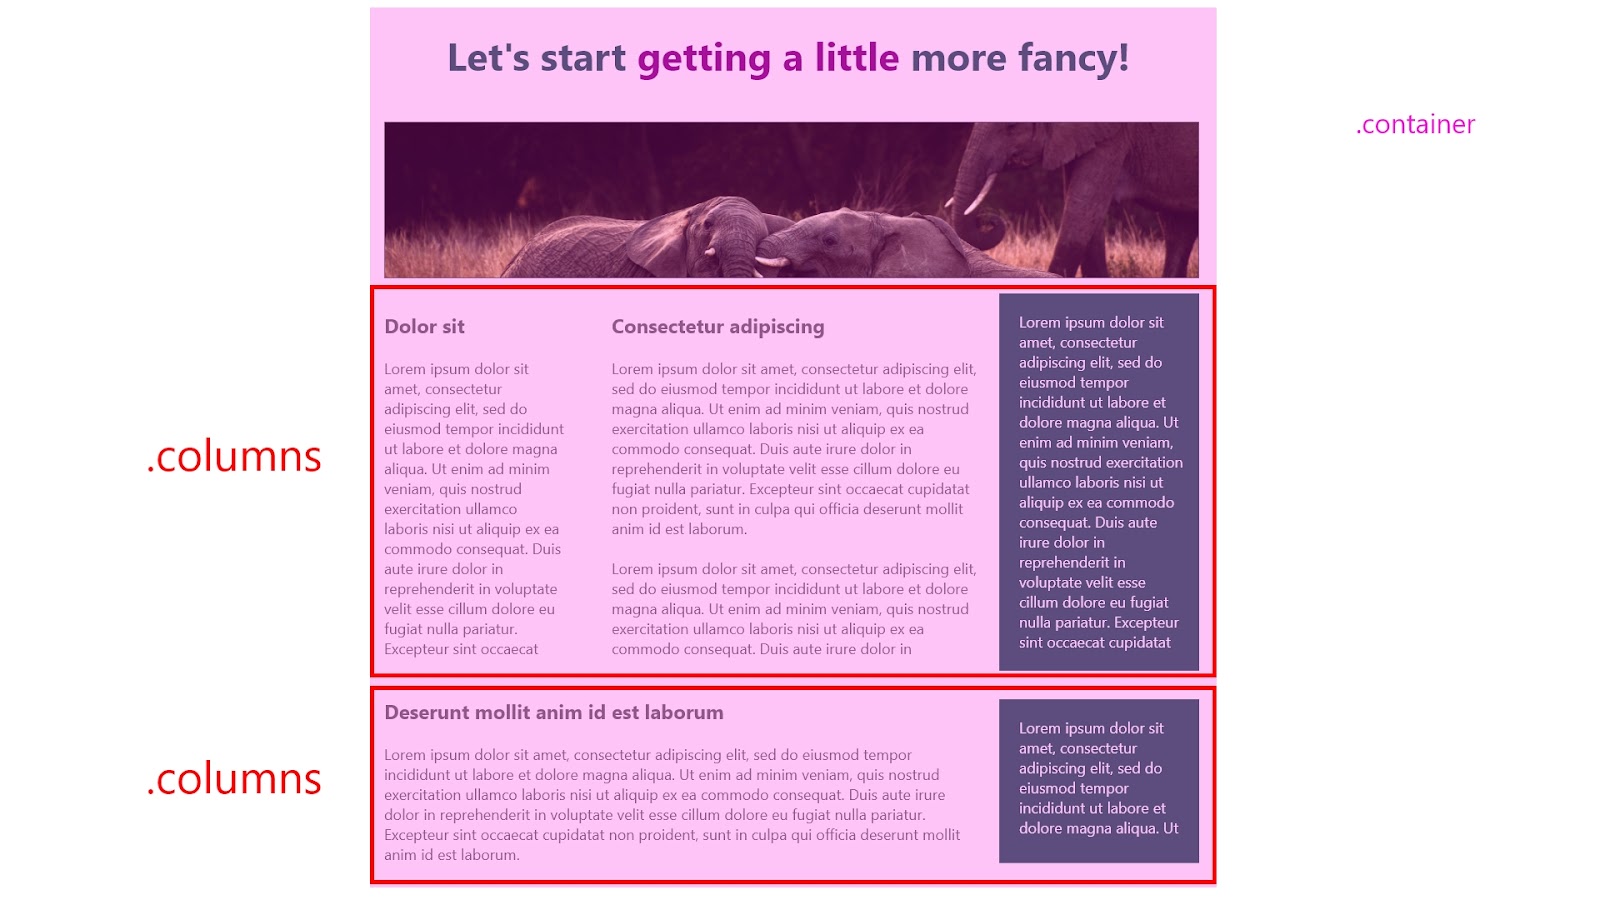 Let's start getting a little more fancy!
.container
.columns
Dolor sit
Lorem ipsum dolor sit
amet, consectetur
adipiscing elit, sed do
eiusmod tempor incididunt
ut labore et dolore magna
aliqua. Ut enim ad minim
veniam, quis nostrud
exercitation ullamco
laboris nisi ut aliquip ex ea
commodo consequat. Duis
aute irure dolor in
reprehenderit in voluptate
velit esse cillum dolore eu
fugiat nulla pariatur.
Excepteur sint occaecat
Consectetur adipiscing
Lorem ipsum dolor sit amet, consectetur adipiscing elit,
sed do eiusmod tempor incididunt ut labore et dolore
magna aliqua. Ut enim ad minim veniam, quis nostrud
exercitation ullamco laboris nisi ut aliquip ex ea
commodo consequat. Duis aute irure dolor in
reprehenderit in voluptate velit esse cillum dolore eu
fugiat nulla pariatur. Excepteur sint occaecat cupidatat
non proident, sunt in culpa qui officia deserunt mollit
anim id est laborum.
Lorem ipsum dolor sit amet, consectetur adipiscing elit,
sed do eiusmod tempor incididunt ut labore et dolore
magna aliqua. Ut enim ad minim veniam, quis nostrud
exercitation ullamco laboris nisi ut aliquip ex ea
commodo consequat. Duis aute irure dolor in
Lorem ipsum dolor sit
amet, consectetur
adipiscing elit, sed do
eiusmod tempor
incididunt ut labore et
dolore magna aliqua. Ut
enim ad minim veniam,
quis nostrud exercitation
ullamco laboris nisi ut
aliquip ex ea commodo
consequat. Duis aute
irure dolor in
reprehenderit in
voluptate velit esse
cillum dolore eu fugiat
nulla pariatur. Excepteur
sint occaecat cupidatat
.columns
Deserunt mollit anim id est laborum
Lorem ipsum dolor sit amet, consectetur adipiscing elit, sed do eiusmod tempor
incididunt ut labore et dolore magna aliqua. Ut enim ad minim veniam, quis nostrud
exercitation ullamco laboris nisi ut aliquip ex ea commodo consequat. Duis aute irure
dolor in reprehenderit in voluptate velit esse cillum dolore eu fugiat nulla pariatur.
Excepteur sint occaecat cupidatat non proident, sunt in culpa qui officia deserunt mollit
anim id est laborum.
Lorem ipsum dolor sit
amet, consectetur
adipiscing elit, sed do
eiusmod tempor
incididunt ut labore et
dolore magna aliqua. Ut